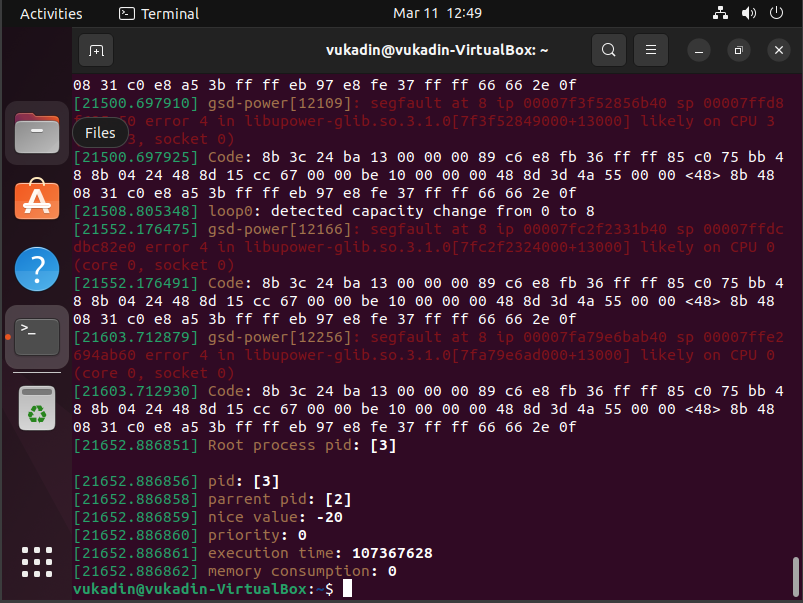 Activities
Terminal
Mar 11 12:49
vukadin@vukadin-VirtualBox: ~
08 31 c0 e8 a5 3b ff ff eb 97 e8 fe 37 ff ff 66 66 2e 0f
[21500.697910] gsd-power[12109]: segfault at 8 ip 00007f3f52856b40 sp 00007ffd8
error 4 in libupower-glib.so.3.1.0[7f3f52849000+13000] likely on CPU 3
3, socket 0)
Files
[21500.697925] Code: 8b 3c 24 ba 13 00 00 00 89 c6 e8 fb 36 ff ff 85 c0 75 bb 4
8 8b 04 24 48 8d 15 cc 67 00 00 be 10 00 00 00 48 8d 3d 4a 55 00 00 <48> 8b 48
08 31 c0 e8 a5 3b ff ff eb 97 e8 fe 37 ff ff 66 66 2e 0f
[21508.805348] loop0: detected capacity change from 0 to 8
[21552.176475] gsd-power[12166]: segfault at 8 ip 00007fc2f2331b40 sp 00007ffdc
dbc82e0 error 4 in libupower-glib.so.3.1.0[7fc2f2324000+13000] likely on CPU 0
(core 0, socket 0)
[21552.176491] Code: 8b 3c 24 ba 13 00 00 00 89 c6 e8 fb 36 ff ff 85 c0 75 bb 4
8 8b 04 24 48 8d 15 cc 67 00 00 be 10 00 00 00 48 8d 3d 4a 55 00 00 <48> 8b 48
08 31 c0 e8 a5 3b ff ff eb 97 e8 fe 37 ff ff 66 66 2e 0f
[21603.712879] gsd-power[12256]: segfault at 8 ip 00007fa79e6bab40 sp 00007ffe2
694ab60 error 4 in libupower-glib.so.3.1.0[7fa79e6ad000+13000] likely on CPU 0
(core 0, socket 0)
[21603.712930] Code: 8b 3c 24 ba 13 00 00 00 89 c6 e8 fb 36 ff ff 85 c0 75 bb 4
8 8b 04 24 48 8d 15 cc 67 00 00 be 10 00 00 00 48 8d 3d 4a 55 00 00 <48> 8b 48
08 31 c0 e8 a5 3b ff ff eb 97 e8 fe 37 ff ff 66 66 2e 0f
[21652.886851] Root process pid: [3]
[21652.886856] pid: [3]
[21652.886858] parrent pid: [2]
[21652.886859] nice value: -20
[21652.886860] priority: 0
[21652.886861] execution time: 107367628
[21652.886862] memory consumption: 0
vukadin@vukadin-VirtualBox:~$